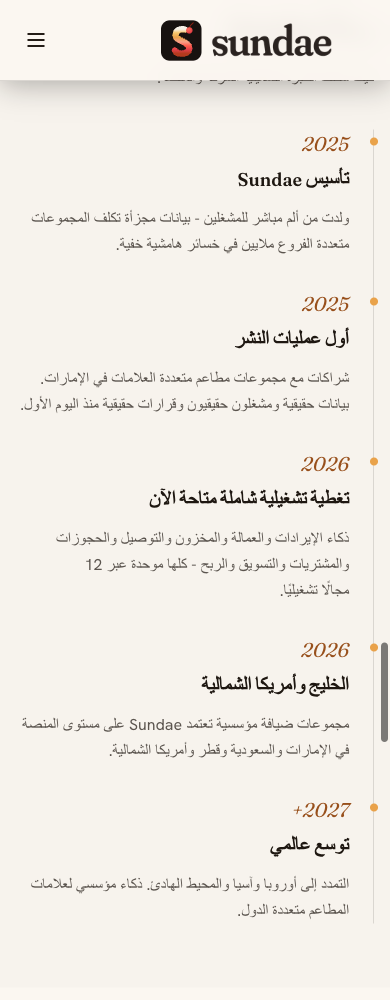 sundae
2025
تأسيس Sundae
ولدت من ألم مباشر للمشغلين - بيانات مجزأة تكلف المجموعات
متعددة الفروع ملايين في خسائر هامشية خفية.
2025
أول عمليات النشر
شراكات مع مجموعات مطاعم متعددة العلامات في الإمارات.
بيانات حقيقية ومشغلون حقيقيون وقرارات حقيقية منذ اليوم الأول.
2026
تغطية تشغيلية شاملة متاحة الآن
ذكاء الإيرادات والعمالة والمخزون والتوصيل والحجوزات
والمشتريات والتسويق والربح - كلها موحدة عبر 12
مجالًا تشغيليًا.
2026
الخليج وأمريكا الشمالية
مجموعات ضيافة مؤسسية تعتمد Sundae على مستوى المنصة
في الإمارات والسعودية وقطر وأمريكا الشمالية.
2027+
توسع عالمي
التمدد إلى أوروبا وآسيا والمحيط الهادئ. ذكاء مؤسسي لعلامات
المطاعم متعددة الدول.